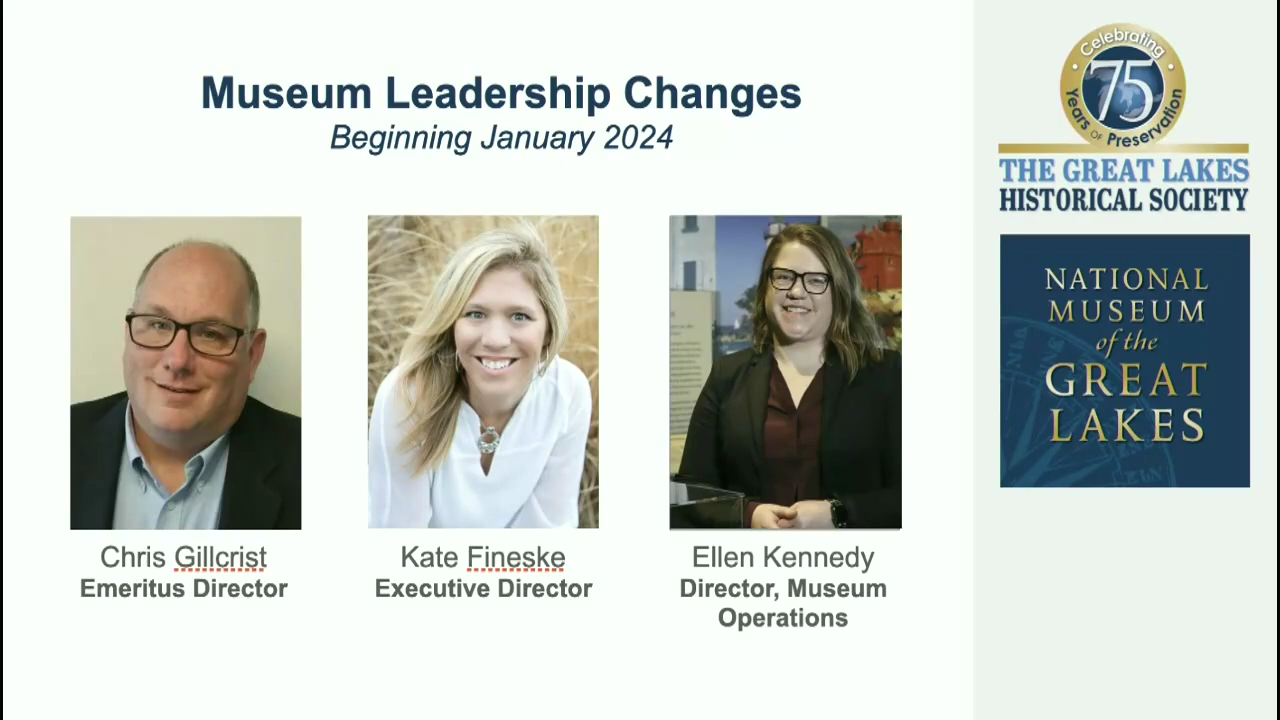 Museum Leadership Changes
Beginning January 2024
Chris Gillcrist
Emeritus Director
Kate Fineske
Executive Director
Ellen Kennedy
Director, Museum
Operations
Celebrating
75
Years OF Preservation
THE GREAT LAKES
HISTORICAL SOCIETY
NATIONAL
MUSEUM
of the
GREAT
LAKES